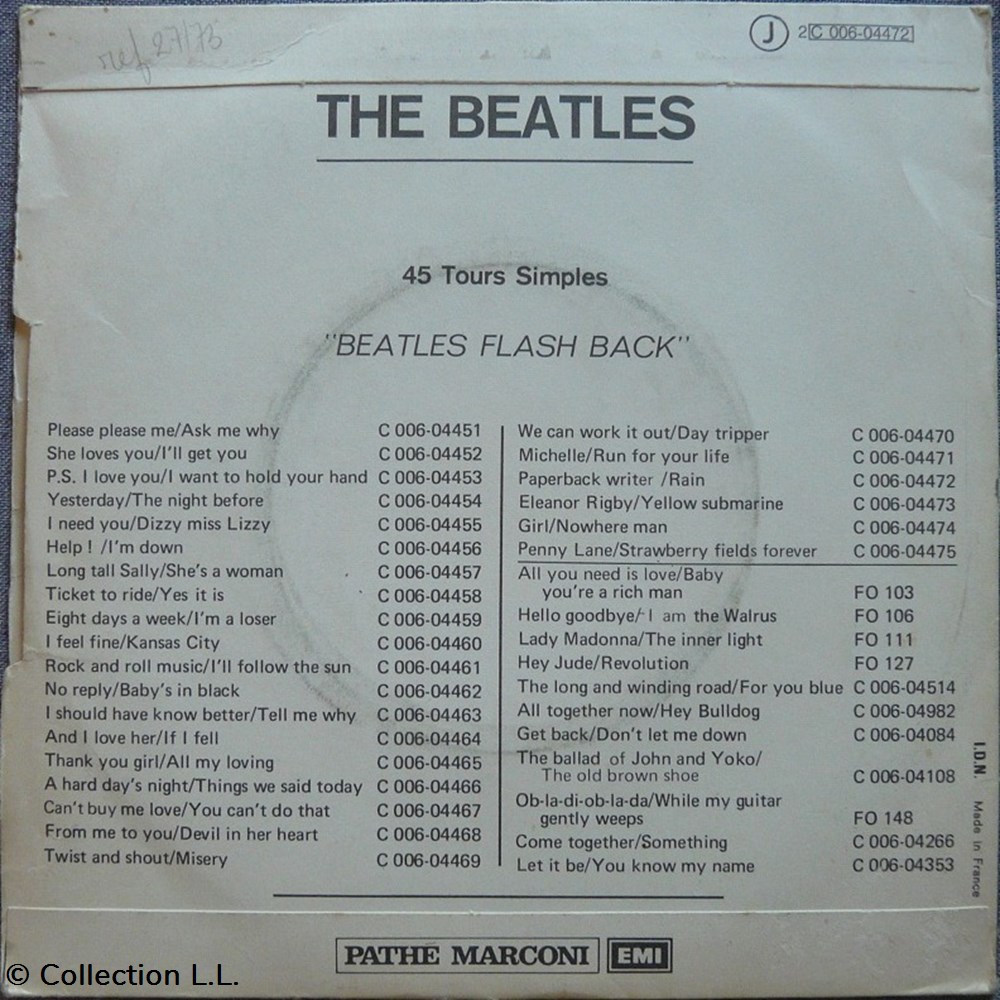 ref 27/73
J 2C 006-04472
THE BEATLES
45 Tours Simples
"BEATLES FLASH BACK"
Please please me/Ask me why C 006-04451
She loves you/I'll get you C 006-04452
P.S. I love you/I want to hold your hand C 006-04453
Yesterday/The night before C 006-04454
I need you/Dizzy miss Lizzy C 006-04455
Help ! /I'm down C 006-04456
Long tall Sally/She's a woman C 006-04457
Ticket to ride/Yes it is C 006-04458
Eight days a week/I'm a loser C 006-04459
I feel fine/Kansas City C 006-04460
Rock and roll music/I'll follow the sun C 006-04461
No reply/Baby's in black C 006-04462
I should have know better/Tell me why C 006-04463
And I love her/If I fell C 006-04464
Thank you girl/All my loving C 006-04465
A hard day's night/Things we said today C 006-04466
Can't buy me love/You can't do that C 006-04467
From me to you/Devil in her heart C 006-04468
Twist and shout/Misery C 006-04469
We can work it out/Day tripper C 006-04470
Michelle/Run for your life C 006-04471
Paperback writer /Rain C 006-04472
Eleanor Rigby/Yellow submarine C 006-04473
Girl/Nowhere man C 006-04474
Penny Lane/Strawberry fields forever C 006-04475
All you need is love/Baby
you're a rich man FO 103
Hello goodbye/I am the Walrus FO 106
Lady Madonna/The inner light FO 111
Hey Jude/Revolution FO 127
The long and winding road/For you blue C 006-04514
All together now/Hey Bulldog C 006-04982
Get back/Don't let me down C 006-04084
The ballad of John and Yoko/
The old brown shoe C 006-04108
Ob-la-di-ob-la-da/While my guitar
gently weeps FO 148
Come together/Something C 006-04266
Let it be/You know my name C 006-04353
I.D.N. Made in France
PATHE MARCONI EMI
© Collection L.L.